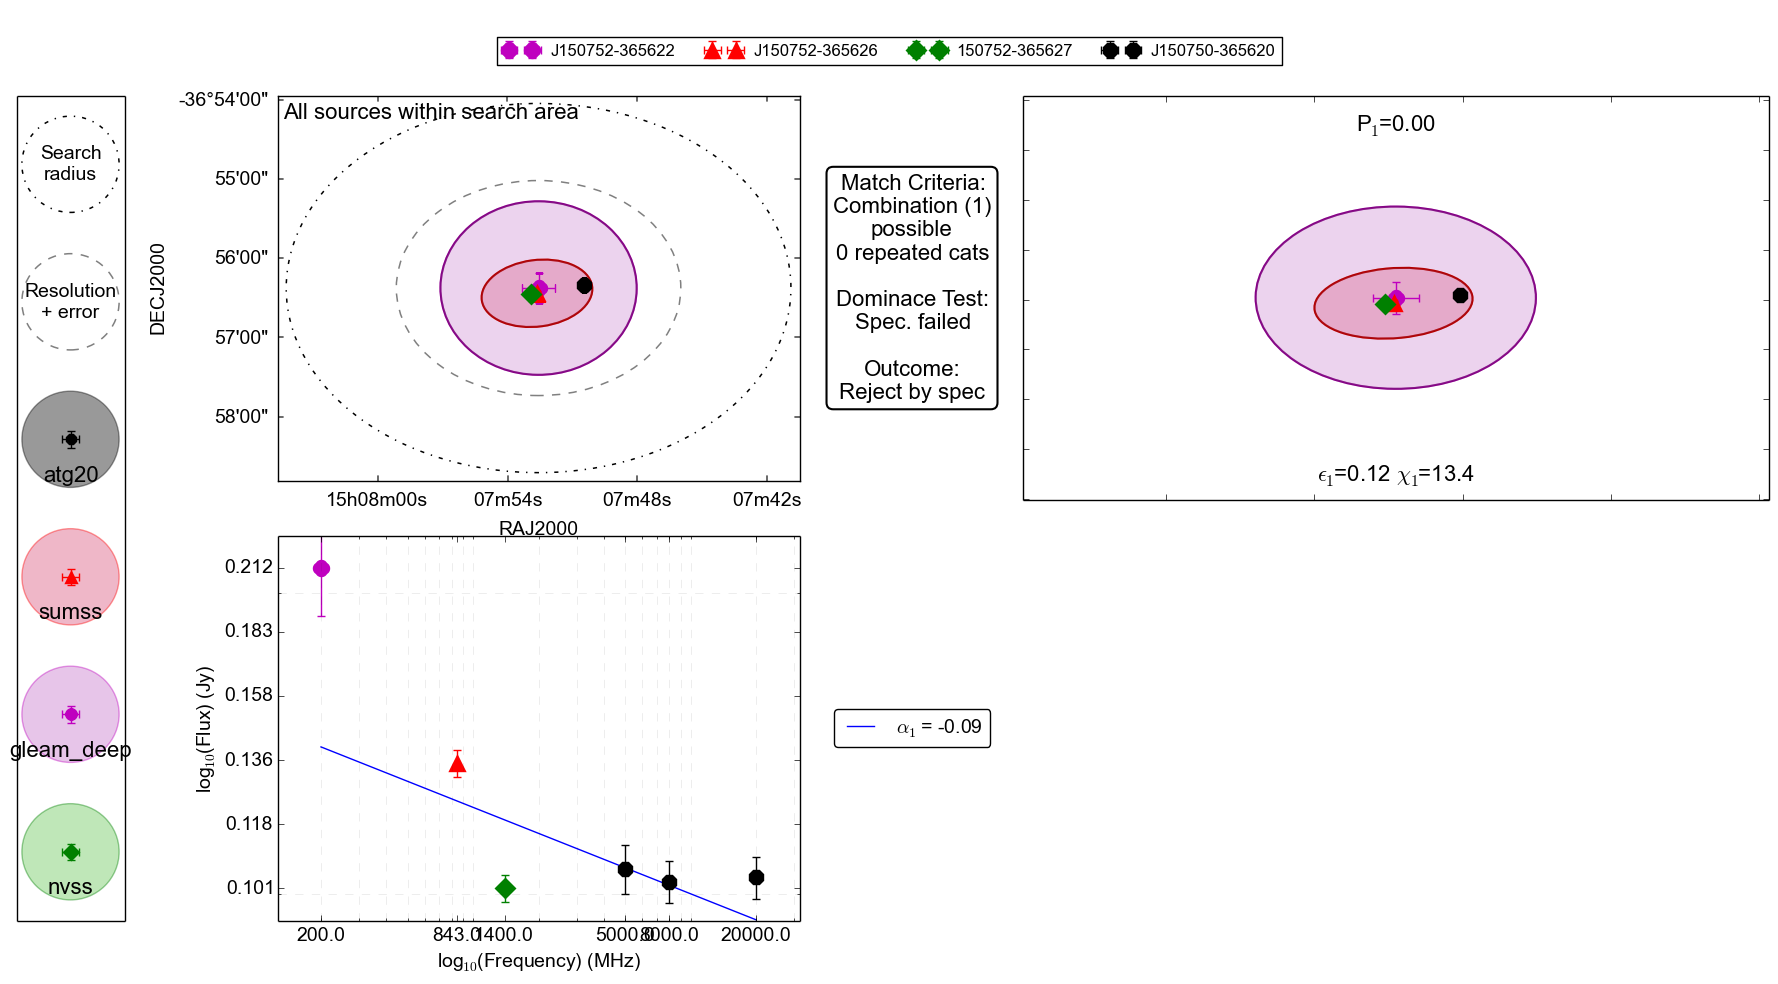 J150752-365622
J150752-365626
150752-365627
J150750-365620
Search
radius
Resolution
+ error
atg20
sumss
gleam_deep
nvss
All sources within search area
-36°54'00"
55'00"
56'00"
57'00"
58'00"
DECJ2000
15h08m00s
07m54s
07m48s
07m42s
RAJ2000
Match Criteria:
Combination (1)
possible
0 repeated cats
Dominace Test:
Spec. failed
Outcome:
Reject by spec
P₁=0.00
ϵ₁=0.12 χ₁=13.4
0.212
0.183
0.158
0.136
0.118
0.101
log₁₀(Flux) (Jy)
200.0
843.0
1400.0
5000.0
8000.0
20000.0
log₁₀(Frequency) (MHz)
α₁ = -0.09